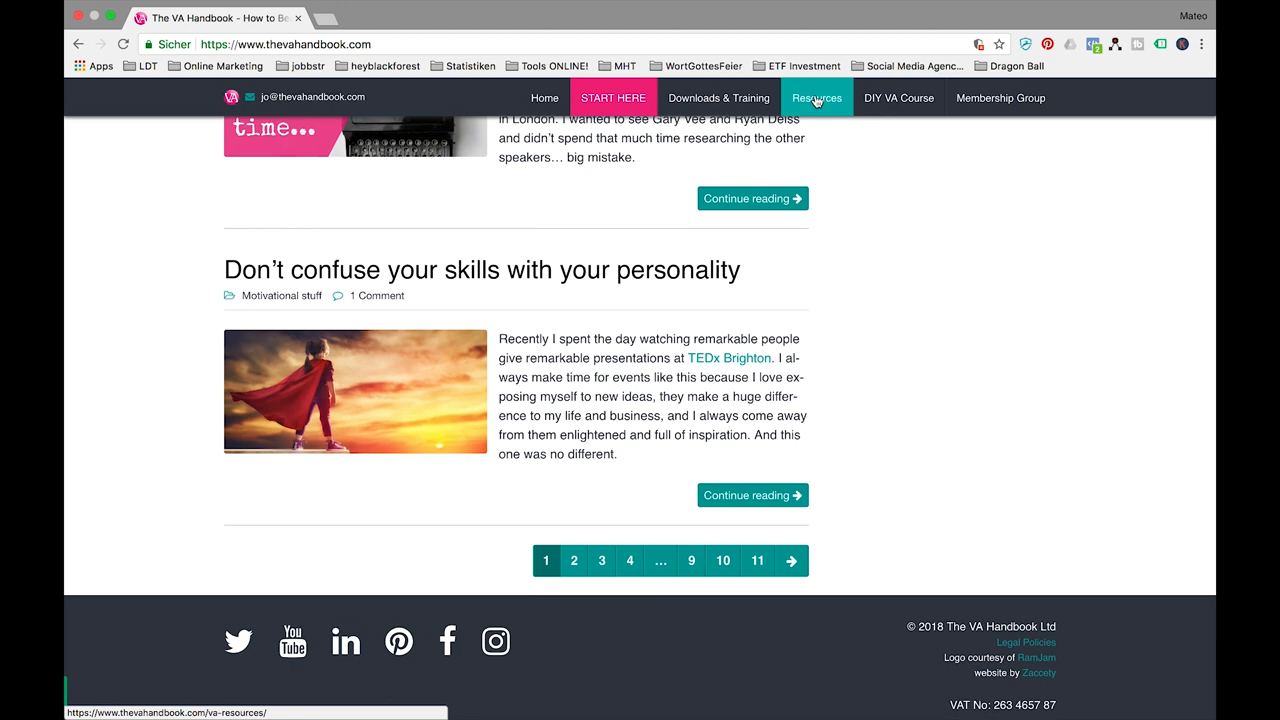 The VA Handbook - How to Be
Mateo
Sicher https://www.thevahandbook.com
2
Apps LDT Online Marketing jobbstr heyblackforest Statistiken Tools ONLINE! MHT WortGottesFeier ETF Investment Social Media Agenc... Dragon Ball
VA jo@thevahandbook.com Home START HERE Downloads & Training Resources DIY VA Course Membership Group
time...
in London. I wanted to see Gary Vee and Ryan Deiss
and didn't spend that much time researching the other
speakers… big mistake.
Continue reading
Don't confuse your skills with your personality
Motivational stuff 1 Comment
Recently I spent the day watching remarkable people
give remarkable presentations at TEDx Brighton. I al-
ways make time for events like this because I love ex-
posing myself to new ideas, they make a huge differ-
ence to my life and business, and I always come away
from them enlightened and full of inspiration. And this
one was no different.
Continue reading
1 2 3 4 … 9 10 11
You Tube in f
© 2018 The VA Handbook Ltd
Legal Policies
Logo courtesy of RamJam
website by Zaccety
VAT No: 263 4657 87
https://www.thevahandbook.com/va-resources/